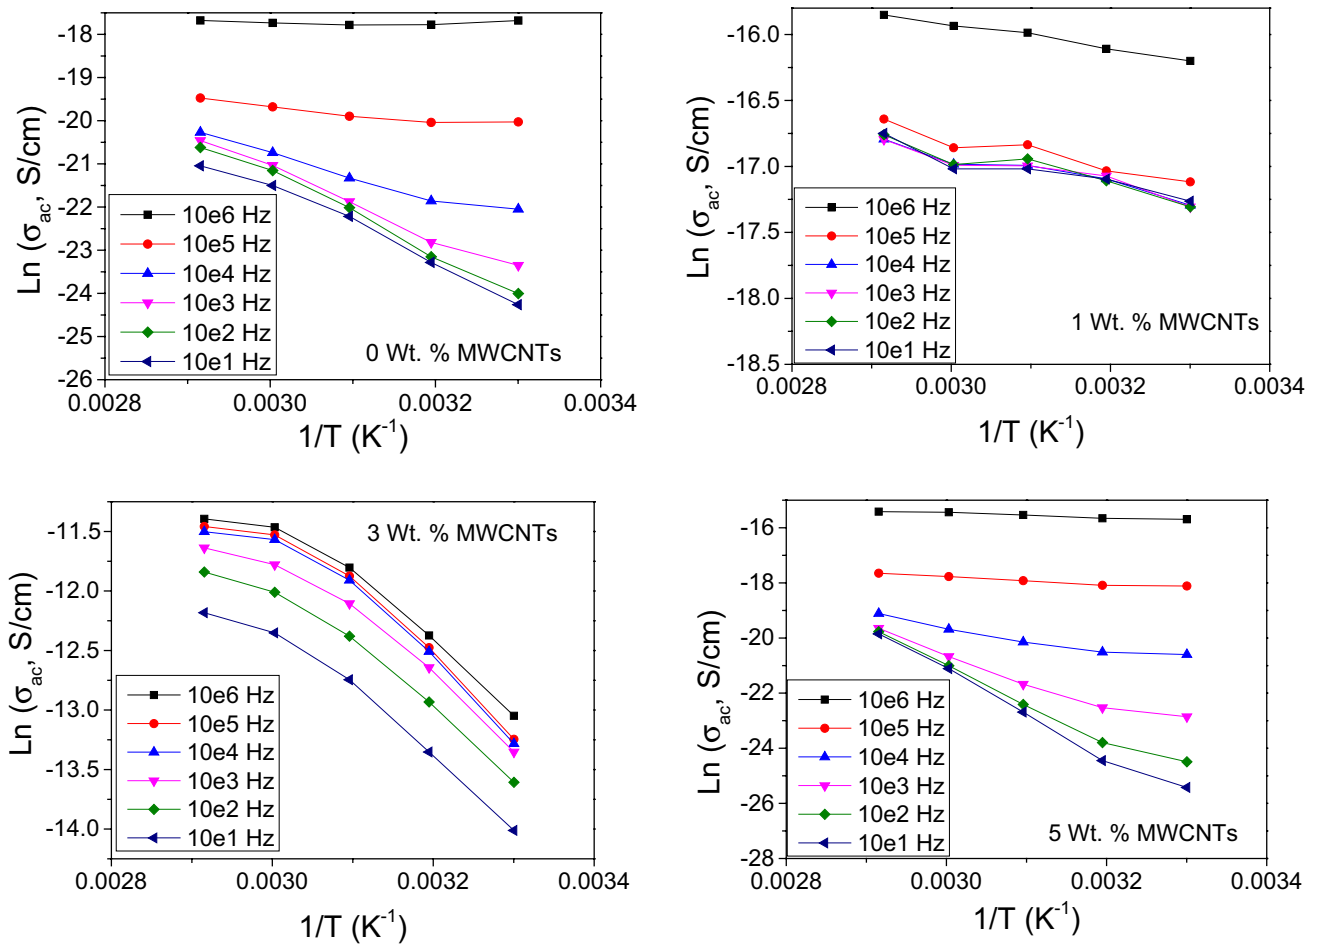 -18
-19
-20
-21
-22
-23
-24
-25
-26
Ln (σac, S/cm)
10e6 Hz
10e5 Hz
10e4 Hz
10e3 Hz
10e2 Hz
10e1 Hz
0 Wt. % MWCNTs
0.0028 0.0030 0.0032 0.0034
1/T (K-1)
-16.0
-16.5
-17.0
-17.5
-18.0
-18.5
Ln (σac, S/cm)
10e6 Hz
10e5 Hz
10e4 Hz
10e3 Hz
10e2 Hz
10e1 Hz
1 Wt. % MWCNTs
0.0028 0.0030 0.0032 0.0034
1/T (K-1)
-11.5
-12.0
-12.5
-13.0
-13.5
-14.0
Ln (σac, S/cm)
3 Wt. % MWCNTs
10e6 Hz
10e5 Hz
10e4 Hz
10e3 Hz
10e2 Hz
10e1 Hz
0.0028 0.0030 0.0032 0.0034
1/T (K-1)
-16
-18
-20
-22
-24
-26
-28
Ln (σac, S/cm)
10e6 Hz
10e5 Hz
10e4 Hz
10e3 Hz
10e2 Hz
10e1 Hz
5 Wt. % MWCNTs
0.0028 0.0030 0.0032 0.0034
1/T (K-1)